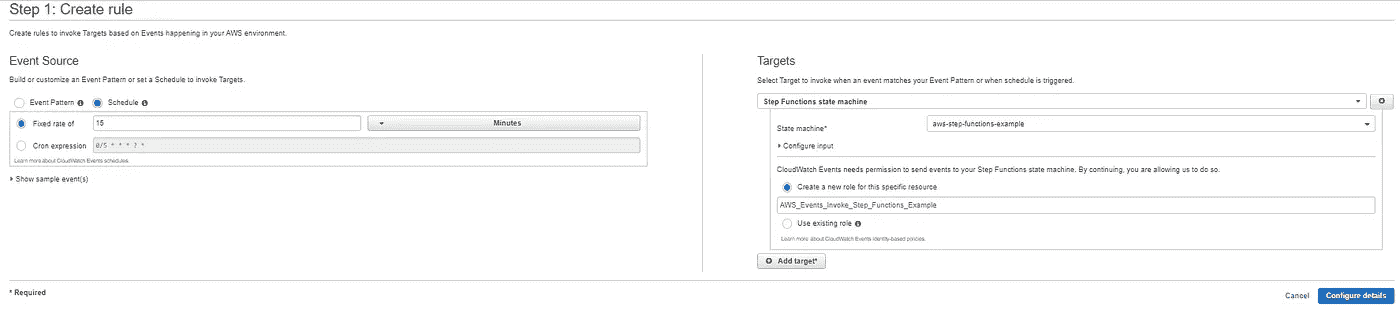 Step 1: Create rule
Create rules to invoke Targets based on Events happening in your AWS environment.
Event Source
Build or customize an Event Pattern or set a Schedule to invoke Targets.
Event Pattern
Schedule
Fixed rate of
15
Minutes
Cron expression
0/5 * * * ? *
Learn more about CloudWatch Events schedules.
Show sample event(s)
Targets
Select Target to invoke when an event matches your Event Pattern or when schedule is triggered.
Step Functions state machine
State machine*
aws-step-functions-example
Configure input
CloudWatch Events needs permission to send events to your Step Functions state machine. By continuing, you are allowing us to do so.
Create a new role for this specific resource
AWS_Events_Invoke_Step_Functions_Example
Use existing role
Learn more about CloudWatch Events identity-based policies.
Add target*
* Required
Cancel
Configure details